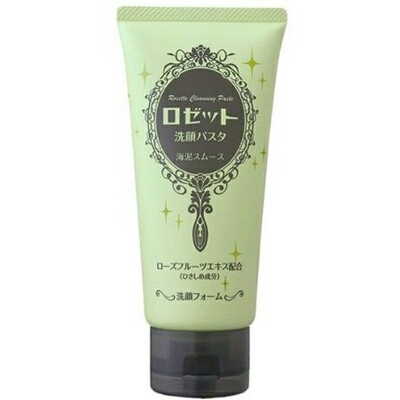 Rosette Cleansing Paste
ロゼット
洗顔パスタ
海泥スムース
ローズフルーツエキス配合
(ひきしめ成分)
洗顔フォーム